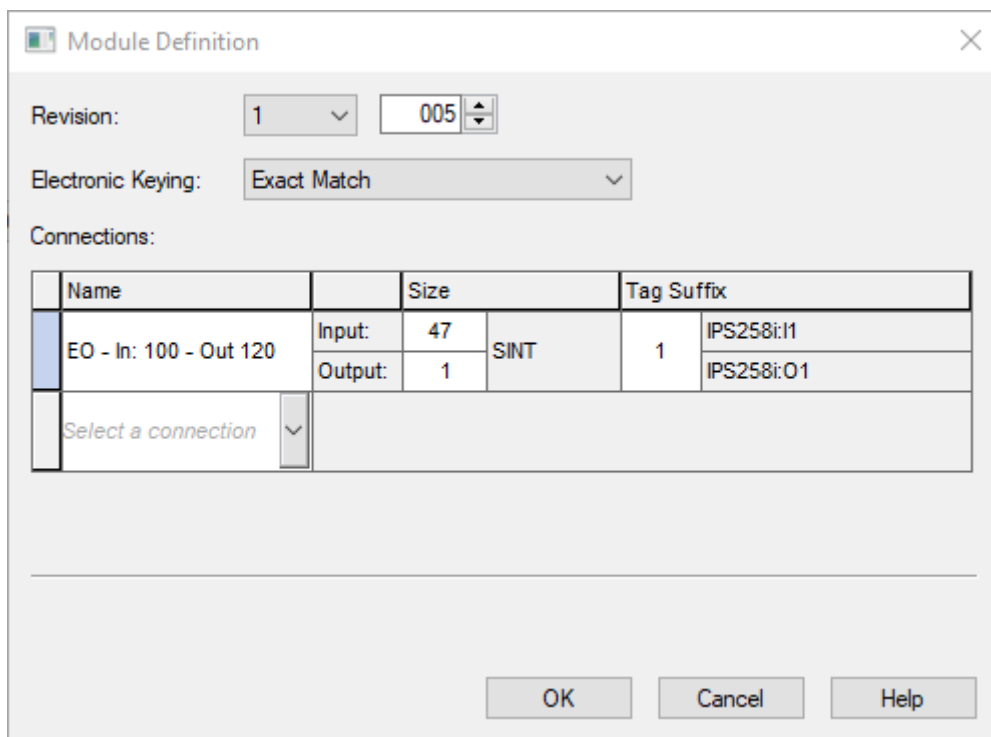 Module Definition
Revision: 1 005
Electronic Keying: Exact Match
Connections:
Name Size Tag Suffix
EO - In: 100 - Out 120 Input: 47 SINT 1 IPS258i:I1
Output: 1 IPS258i:O1
Select a connection
OK Cancel Help